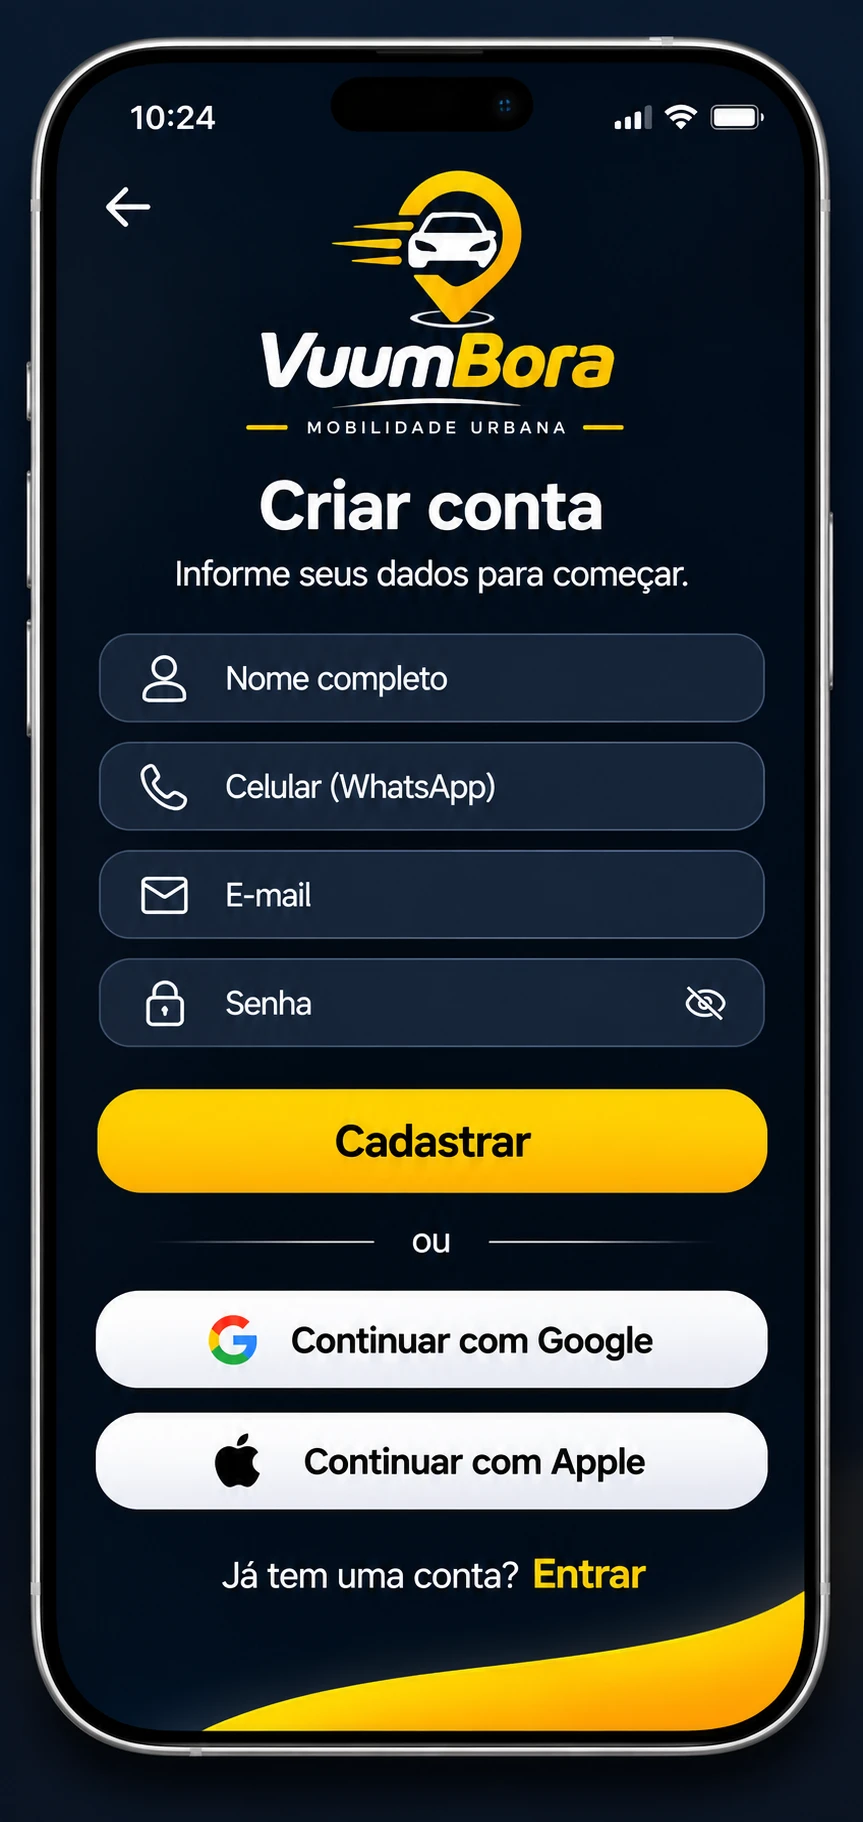 10:24
VuumBora
MOBILIDADE URBANA
Criar conta
Informe seus dados para começar.
Nome completo
Celular (WhatsApp)
E-mail
Senha
Cadastrar
ou
Continuar com Google
Continuar com Apple
Já tem uma conta? Entrar